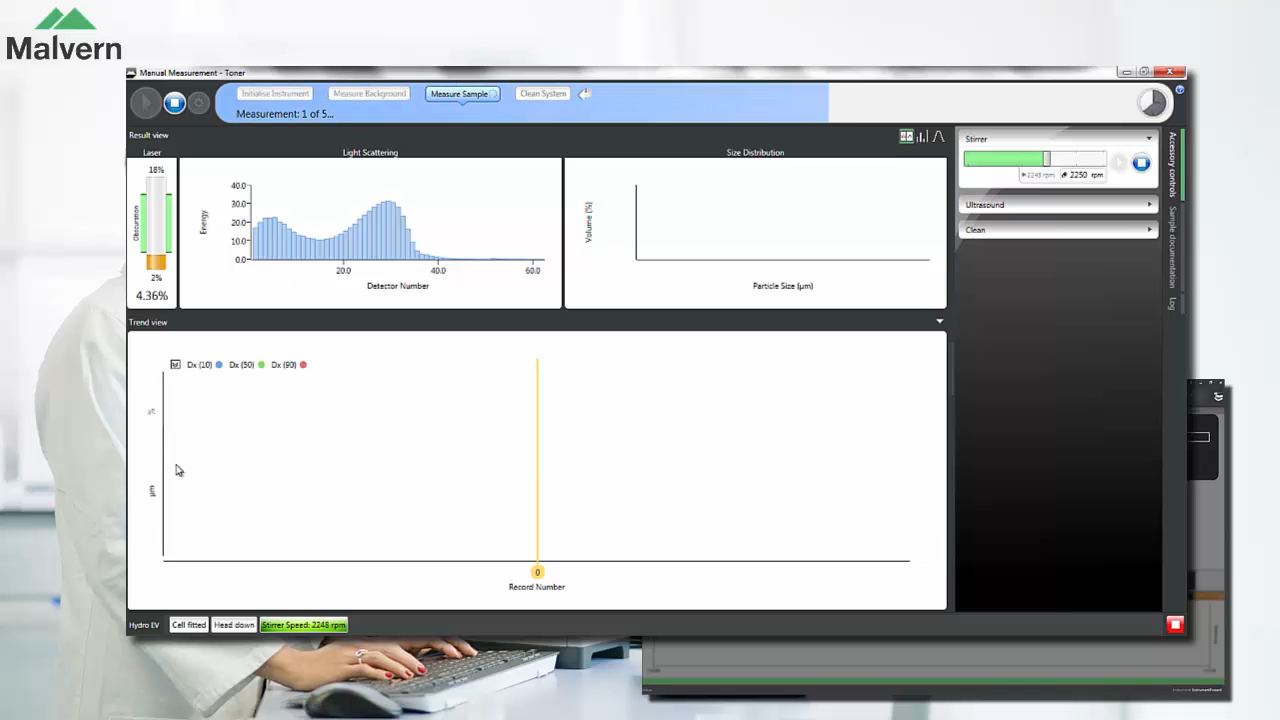 Malvern
Manual Measurement - Toner
Initialise Instrument
Measure Background
Measure Sample
Clean System
Measurement: 1 of 5...
Result view
Laser
Light Scattering
Size Distribution
Stirrer
18%
Obscuration
2%
4.36%
Energy
40.0
30.0
20.0
10.0
0.0
20.0
40.0
60.0
Detector Number
Volume (%)
Particle Size (µm)
2248 rpm
2250 rpm
Ultrasound
Clean
Accessory controls
Sample documentation
Log
Trend view
Dx (10)
Dx (50)
Dx (90)
µm
0
Record Number
Hydro EV
Cell fitted
Head down
Stirrer Speed: 2248 rpm